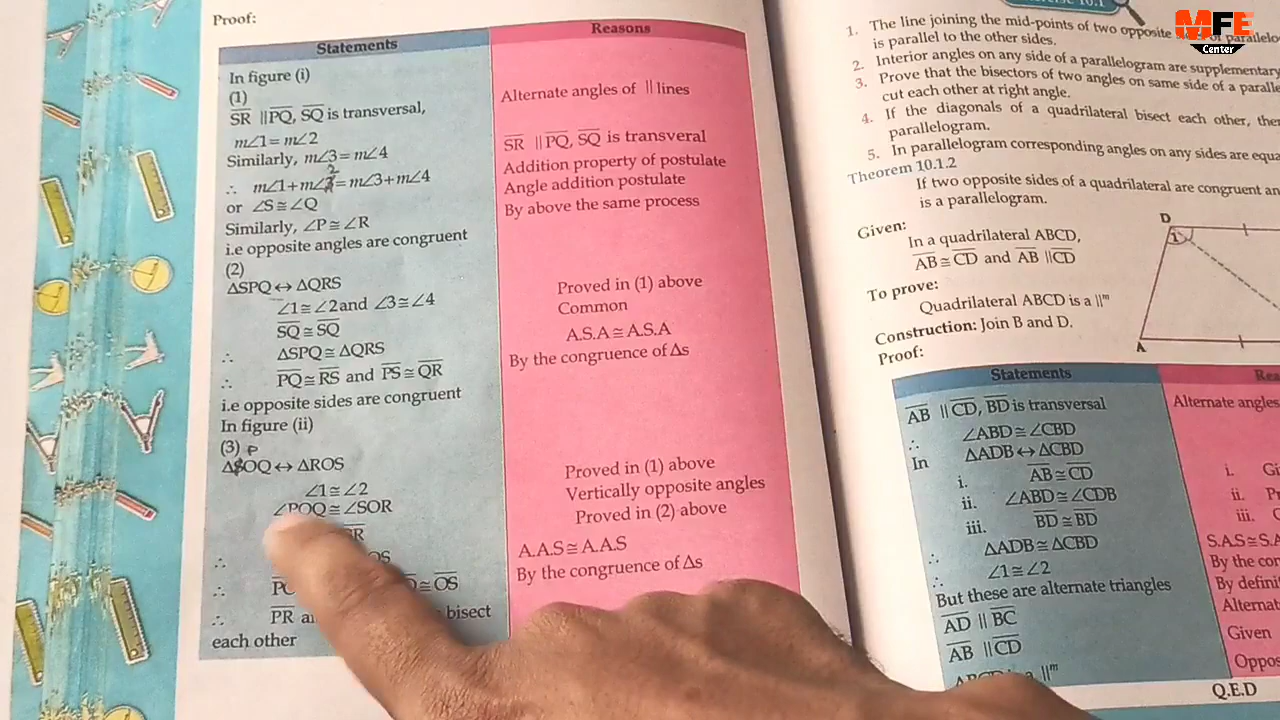 Proof:
Statements
Reasons
In figure (i)
(1)
SR ∥ PQ, SQ is transversal,
Alternate angles of ∥ lines
m∠1 = m∠2
SR ∥ PQ, SQ is transveral
Similarly, m∠3 = m∠4
Addition property of postulate
∴ m∠1+m∠2 = m∠3+m∠4
Angle addition postulate
or ∠S ≅ ∠Q
By above the same process
Similarly, ∠P ≅ ∠R
i.e opposite angles are congruent
(2)
ΔSPQ ↔ ΔQRS
∠1 ≅ ∠2 and ∠3 ≅ ∠4
Proved in (1) above
SQ ≅ SQ
Common
∴ ΔSPQ ≅ ΔQRS
A.S.A ≅ A.S.A
∴ PQ ≅ RS and PS ≅ QR
By the congruence of Δs
i.e opposite sides are congruent
In figure (ii)
(3)
ΔPOQ ↔ ΔROS
∠1 ≅ ∠2
Proved in (1) above
∠POQ ≅ ∠SOR
Vertically opposite angles
Proved in (2) above
∴
A.A.S ≅ A.A.S
∴ ≅ OS
By the congruence of Δs
∴ PR bisect
each other
1. The line joining the mid-points of two opposite of
is parallel to the other sides.
2. Interior angles on any side of a parallelogram are supplementary
3. Prove that the bisectors of two angles on same side of a
cut each other at right angle.
4. If the diagonals of a quadrilateral bisect each other,
parallelogram.
5. In parallelogram corresponding angles on any sides are
Theorem 10.1.2
If two opposite sides of a quadrilateral are congruent
is a parallelogram.
Given:
In a quadrilateral ABCD,
AB ≅ CD and AB ∥ CD
To prove:
Quadrilateral ABCD is a ∥ᵐ
Construction: Join B and D.
Proof:
D
1
A
Statements
AB ∥ CD, BD is transversal
Alternate angles
∴ ∠ABD ≅ ∠CBD
In ΔADB ↔ ΔCBD
i. AB ≅ CD
i.
ii. ∠ABD ≅ ∠CDB
ii.
iii. BD ≅ BD
iii.
∴ ΔADB ≅ ΔCBD
∴ ∠1 ≅ ∠2
By the
But these are alternate triangles
AD ∥ BC
AB ∥ CD
Given
Q.E.D
MFE
Center